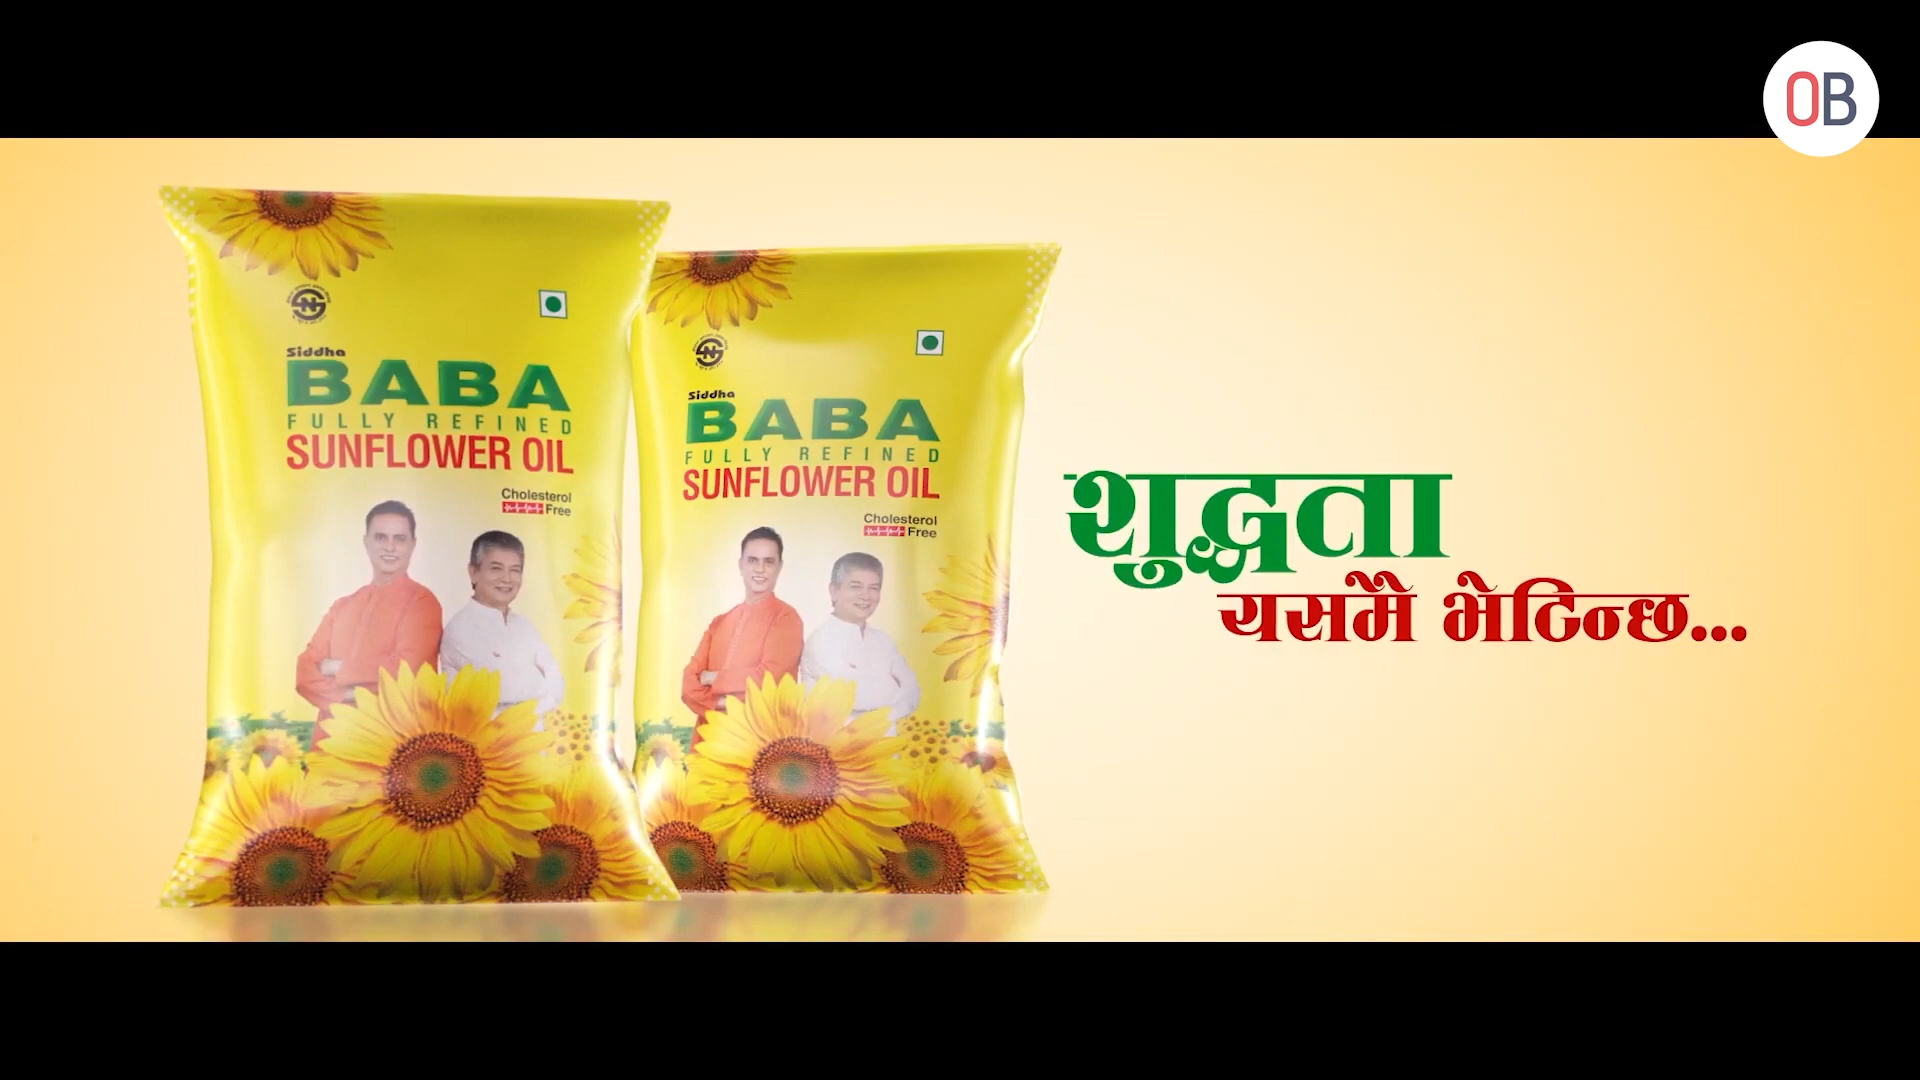 OB
Siddha
BABA
FULLY REFINED
SUNFLOWER OIL
Cholesterol
Free
Siddha
BABA
FULLY REFINED
SUNFLOWER OIL
Cholesterol
Free
शुद्धता
यसमै भेटिन्छ...